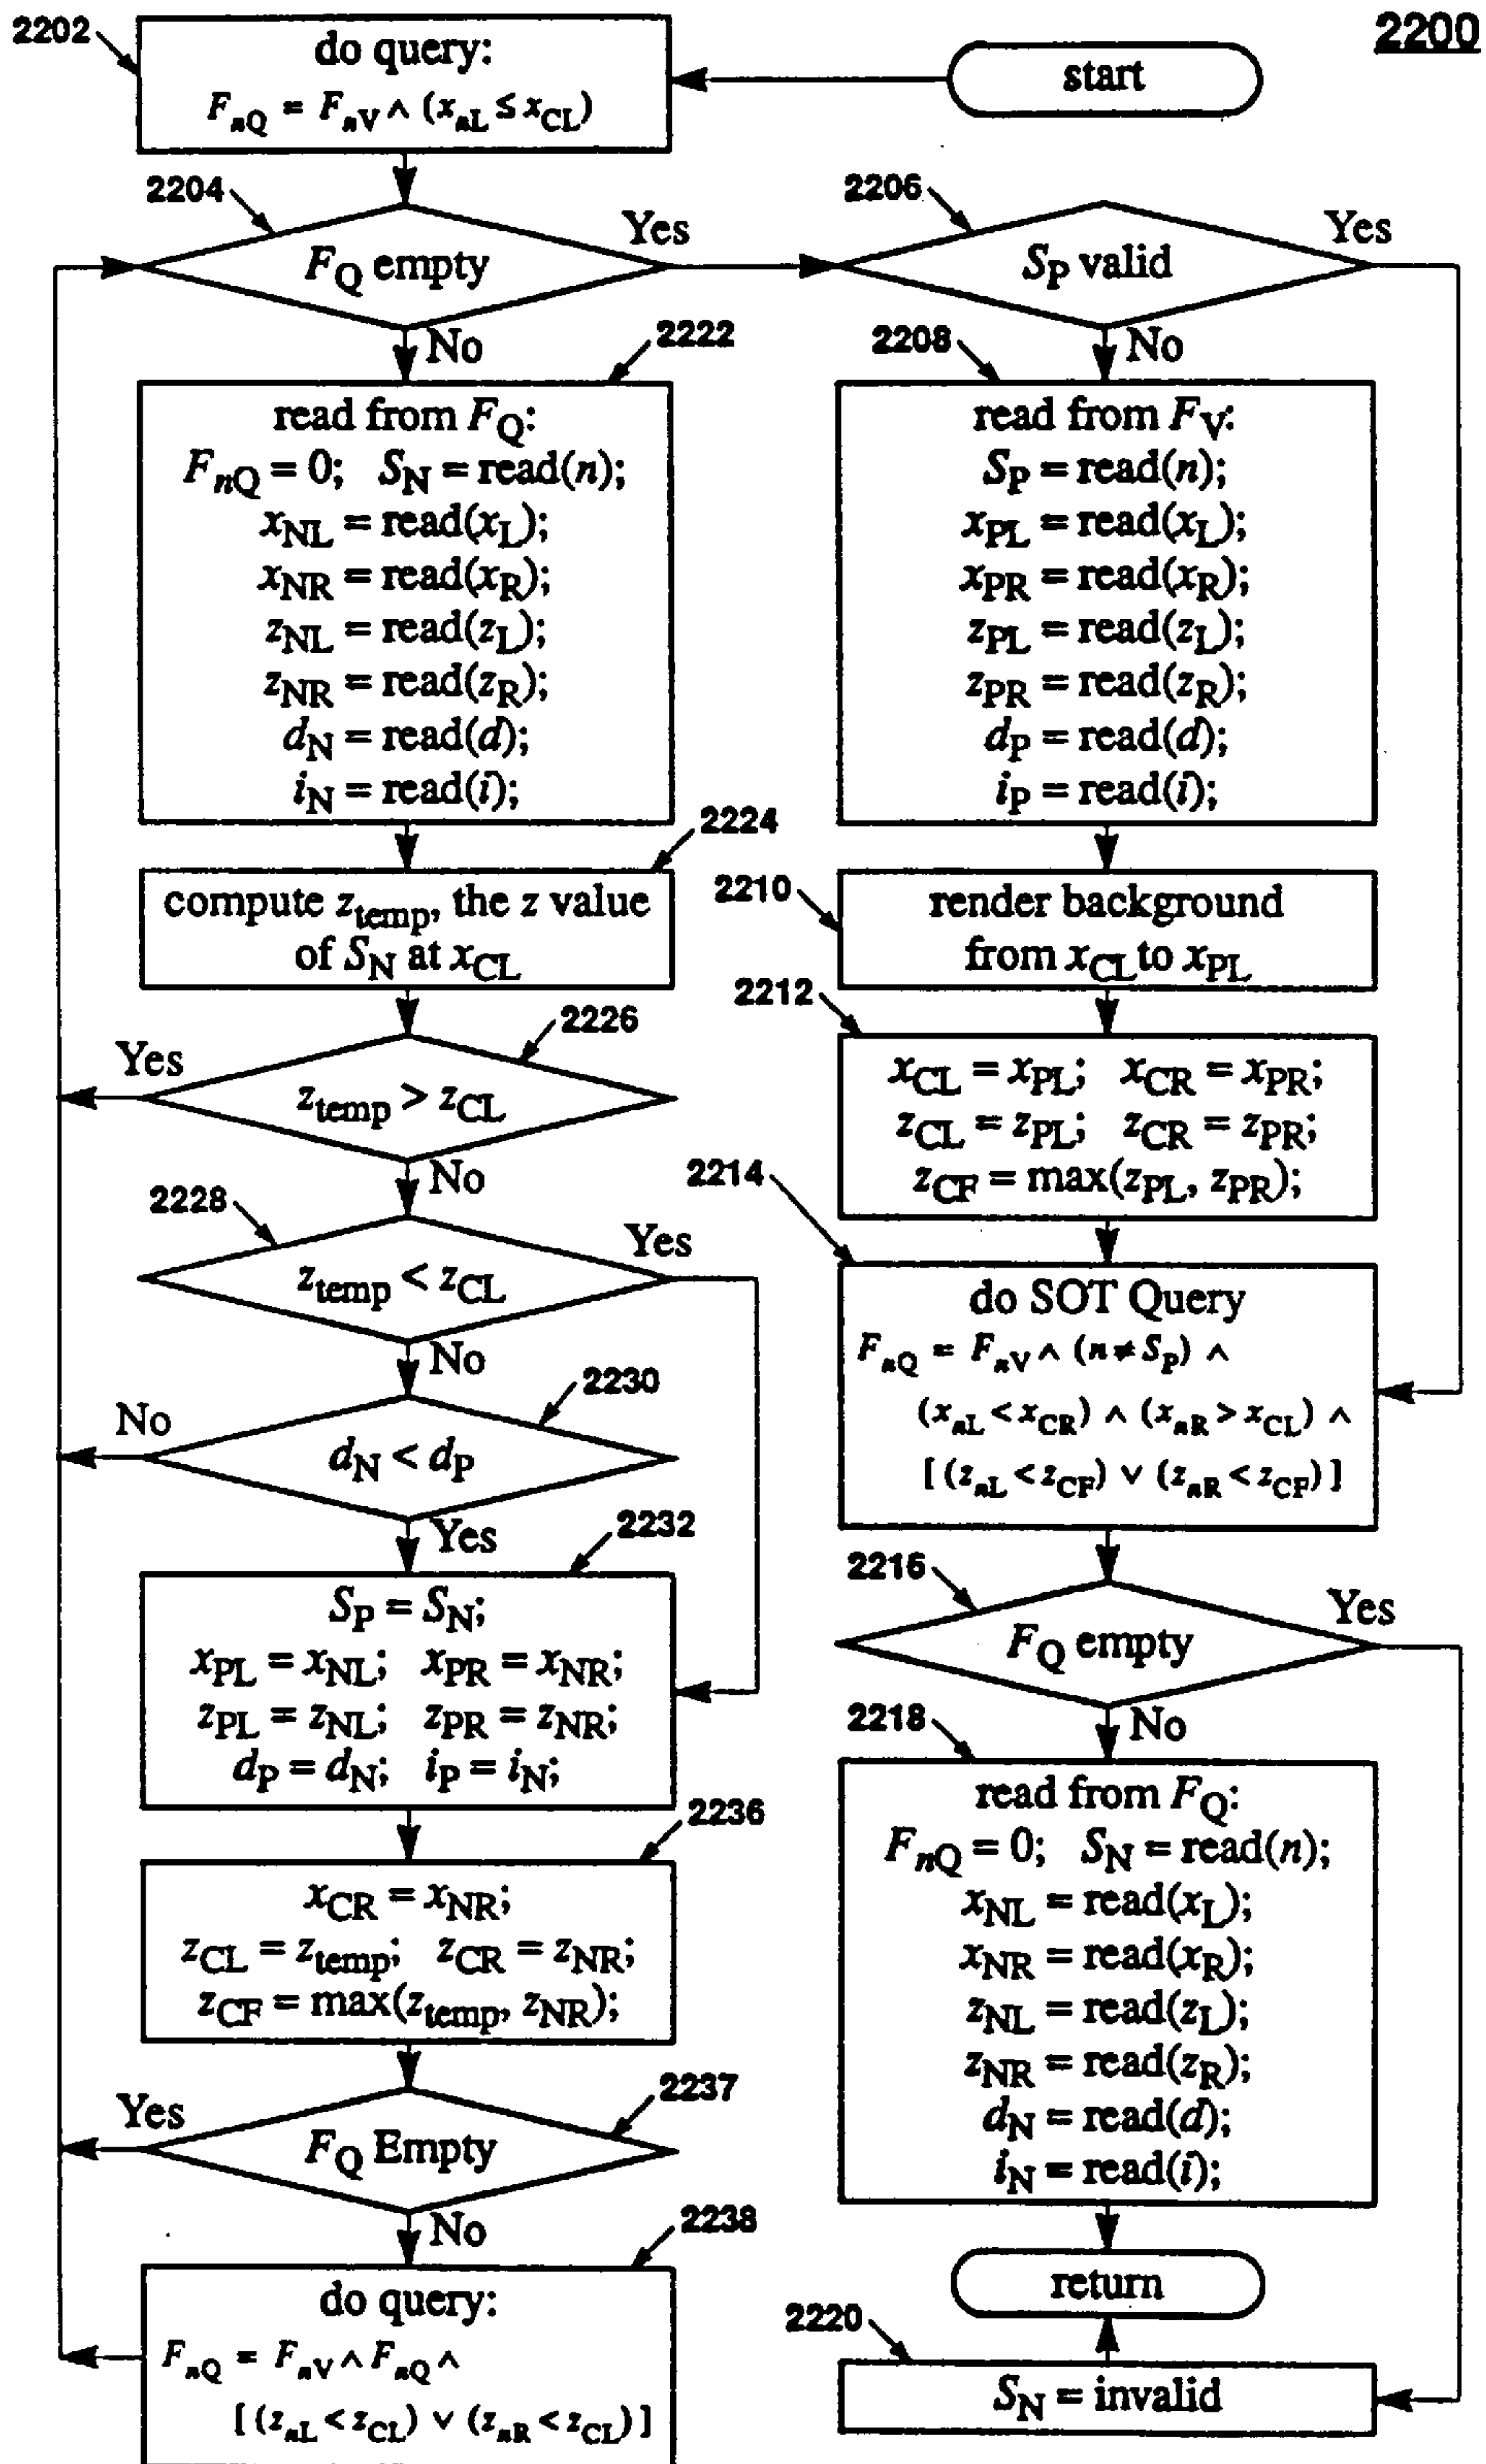 2200
start
2202
do query:
F_nQ = F_nV ∧ (x_nL ≤ x_CL)
2204
F_Q empty
Yes
No
2206
S_P valid
Yes
No
2222
read from F_Q:
F_nQ = 0; S_N = read(n);
x_NL = read(x_L);
x_NR = read(x_R);
z_NL = read(z_L);
z_NR = read(z_R);
d_N = read(d);
i_N = read(i);
2224
compute z_temp, the z value
of S_N at x_CL
2226
Yes
z_temp > z_CL
No
2228
Yes
z_temp < z_CL
No
2230
No
d_N < d_P
Yes
2232
S_P = S_N;
x_PL = x_NL; x_PR = x_NR;
z_PL = z_NL; z_PR = z_NR;
d_P = d_N; i_P = i_N;
2236
x_CR = x_NR;
z_CL = z_temp; z_CR = z_NR;
z_CF = max(z_temp, z_NR);
2237
Yes
F_Q Empty
No
2238
do query:
F_nQ = F_nV ∧ F_nQ ∧
[(z_nL < z_CL) ∨ (z_nR < z_CL)]
2208
read from F_V:
S_P = read(n);
x_PL = read(x_L);
x_PR = read(x_R);
z_PL = read(z_L);
z_PR = read(z_R);
d_P = read(d);
i_P = read(i);
2210
render background
from x_CL to x_PL
2212
x_CL = x_PL; x_CR = x_PR;
z_CL = z_PL; z_CR = z_PR;
z_CF = max(z_PL, z_PR);
2214
do SOT Query
F_nQ = F_nV ∧ (n ≠ S_P) ∧
(x_nL < x_CR) ∧ (x_nR > x_CL) ∧
[(z_nL < z_CF) ∨ (z_nR < z_CF)]
2216
F_Q empty
Yes
No
2218
read from F_Q:
F_nQ = 0; S_N = read(n);
x_NL = read(x_L);
x_NR = read(x_R);
z_NL = read(z_L);
z_NR = read(z_R);
d_N = read(d);
i_N = read(i);
return
2220
S_N = invalid